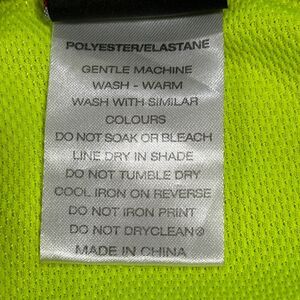 POLYESTER/ELASTANE
GENTLE MACHINE
WASH - WARM
WASH WITH SIMILAR
COLOURS
DO NOT SOAK OR BLEACH
LINE DRY IN SHADE
DO NOT TUMBLE DRY
COOL IRON ON REVERSE
DO NOT IRON PRINT
DO NOT DRYCLEAN®
MADE IN CHINA